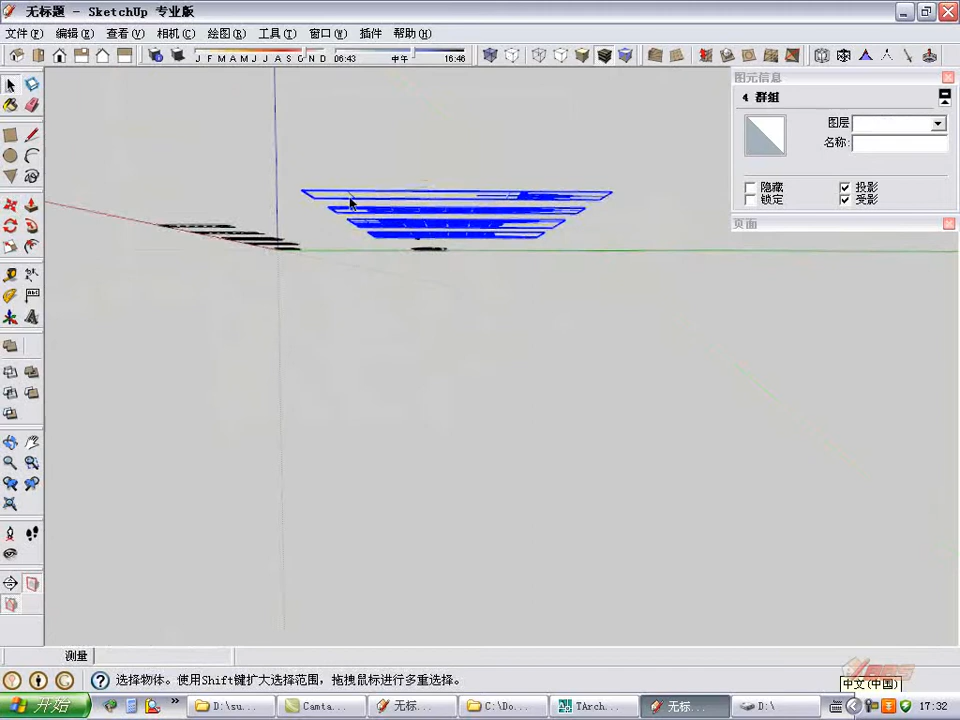 无标题 - SketchUp 专业版
文件(F) 编辑(E) 查看(V) 相机(C) 绘图(R) 工具(T) 窗口(W) 插件 帮助(H)
J F M A M J J A S O N D 06:43 中午 16:46
图元信息
4 群组
图层
名称:
隐藏 投影
锁定 受影
页面
测量
选择物体。使用Shift键扩大选择范围，拖拽鼠标进行多重选择。
中文(中国)
开始 D:\su... Camta... 无标... C:\Do... TArch... 无标... D:\ 17:32